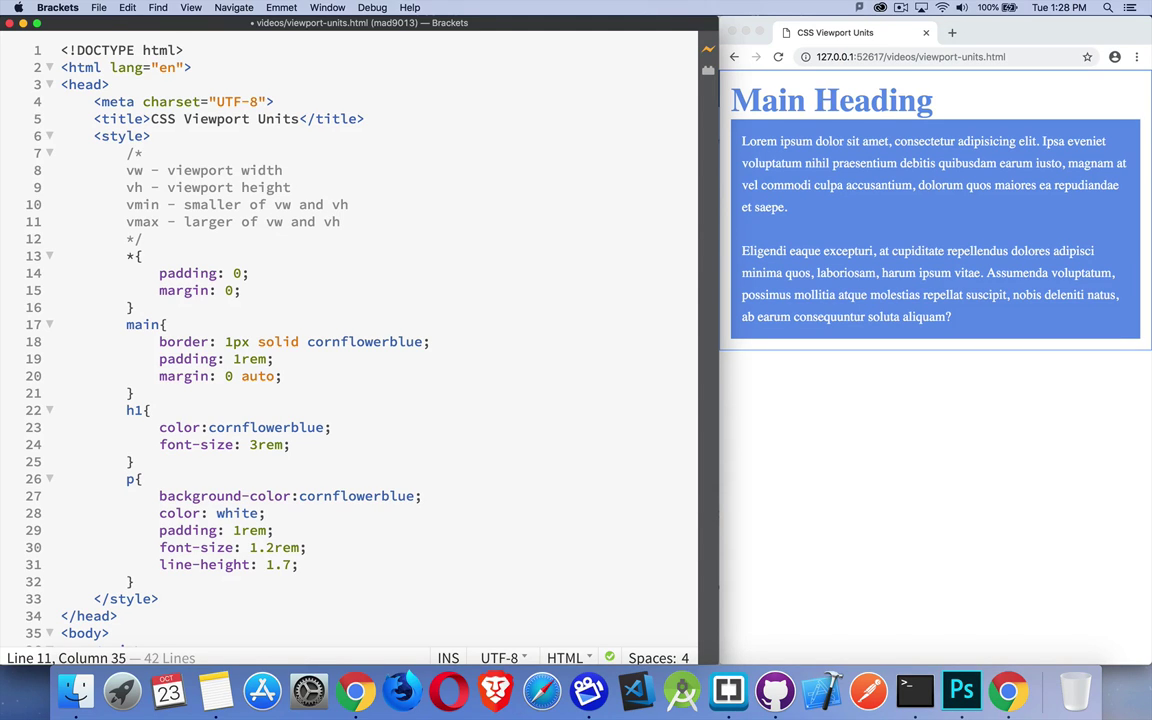 Brackets File Edit Find View Navigate Emmet Window Debug Help
100% Tue 1:28 PM
• videos/viewport-units.html (mad9013) — Brackets
1 <!DOCTYPE html>
2 <html lang="en">
3 <head>
4 <meta charset="UTF-8">
5 <title>CSS Viewport Units</title>
6 <style>
7 /*
8 vw - viewport width
9 vh - viewport height
10 vmin - smaller of vw and vh
11 vmax - larger of vw and vh
12 */
13 *{
14 padding: 0;
15 margin: 0;
16 }
17 main{
18 border: 1px solid cornflowerblue;
19 padding: 1rem;
20 margin: 0 auto;
21 }
22 h1{
23 color:cornflowerblue;
24 font-size: 3rem;
25 }
26 p{
27 background-color:cornflowerblue;
28 color: white;
29 padding: 1rem;
30 font-size: 1.2rem;
31 line-height: 1.7;
32 }
33 </style>
34 </head>
35 <body>
Line 11, Column 35 — 42 Lines
INS UTF-8 HTML Spaces: 4
CSS Viewport Units
127.0.0.1:52617/videos/viewport-units.html
Main Heading
Lorem ipsum dolor sit amet, consectetur adipisicing elit. Ipsa eveniet
voluptatum nihil praesentium debitis quibusdam earum iusto, magnam at
vel commodi culpa accusantium, dolorum quos maiores ea repudiandae
et saepe.
Eligendi eaque excepturi, at cupiditate repellendus dolores adipisci
minima quos, laboriosam, harum ipsum vitae. Assumenda voluptatum,
possimus mollitia atque molestias repellat suscipit, nobis deleniti natus,
ab earum consequuntur soluta aliquam?
OCT
23
Ps